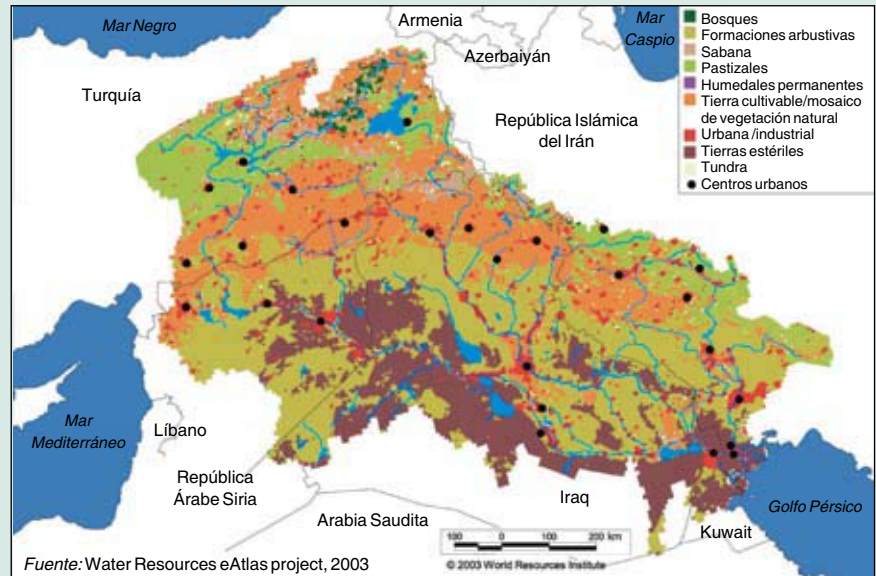 Mar Negro
Armenia
Mar
Caspio
Azerbaiyán
Turquía
República Islámica
del Irán
Bosques
Formaciones arbustivas
Sabana
Pastizales
Humedales permanentes
Tierra cultivable/mosaico
de vegetación natural
Urbana /industrial
Tierras estériles
Tundra
Centros urbanos
Mar
Mediterráneo
Líbano
República
Árabe Siria
Arabia Saudita
Iraq
Kuwait
Golfo Pérsico
100 0 100 200 km
© 2003 World Resources Institute
Fuente: Water Resources eAtlas project, 2003